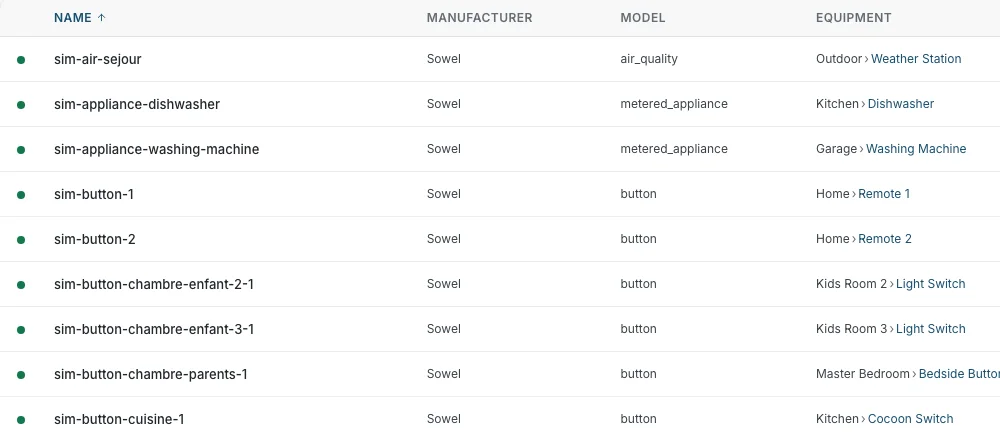 NAME ↑ MANUFACTURER MODEL EQUIPMENT
sim-air-sejour Sowel air_quality Outdoor › Weather Station
sim-appliance-dishwasher Sowel metered_appliance Kitchen › Dishwasher
sim-appliance-washing-machine Sowel metered_appliance Garage › Washing Machine
sim-button-1 Sowel button Home › Remote 1
sim-button-2 Sowel button Home › Remote 2
sim-button-chambre-enfant-2-1 Sowel button Kids Room 2 › Light Switch
sim-button-chambre-enfant-3-1 Sowel button Kids Room 3 › Light Switch
sim-button-chambre-parents-1 Sowel button Master Bedroom › Bedside Button
sim-button-cuisine-1 Sowel button Kitchen › Cocoon Switch